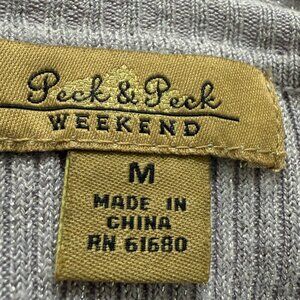 Peck & Peck
WEEKEND
M
MADE IN
CHINA
RN 61680